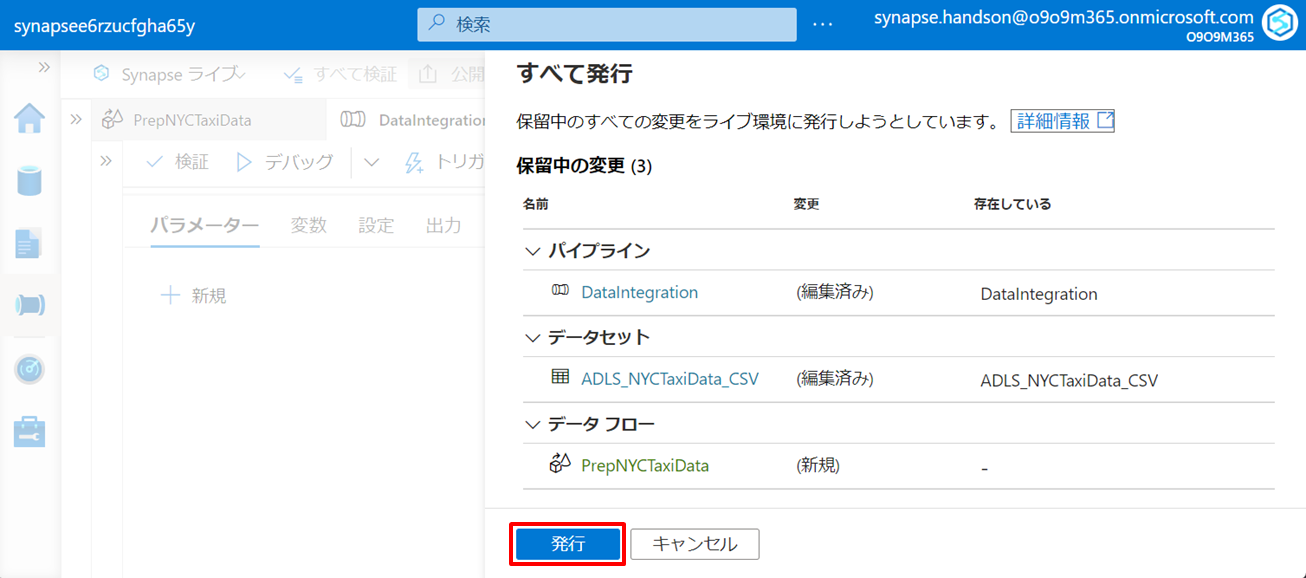 synapsee6rzucfgha65y
検索
...
synapse.handson@o9o9m365.onmicrosoft.com
O9O9M365
Synapse ライブ
すべて検証
公開
PrepNYCTaxiData
DataIntegration
検証
デバッグ
トリガ
パラメーター 変数 設定 出力
新規
すべて発行
保留中のすべての変更をライブ環境に発行しようとしています。 詳細情報
保留中の変更 (3)
名前 変更 存在している
パイプライン
DataIntegration (編集済み) DataIntegration
データセット
ADLS_NYCTaxiData_CSV (編集済み) ADLS_NYCTaxiData_CSV
データ フロー
PrepNYCTaxiData (新規) -
発行 キャンセル